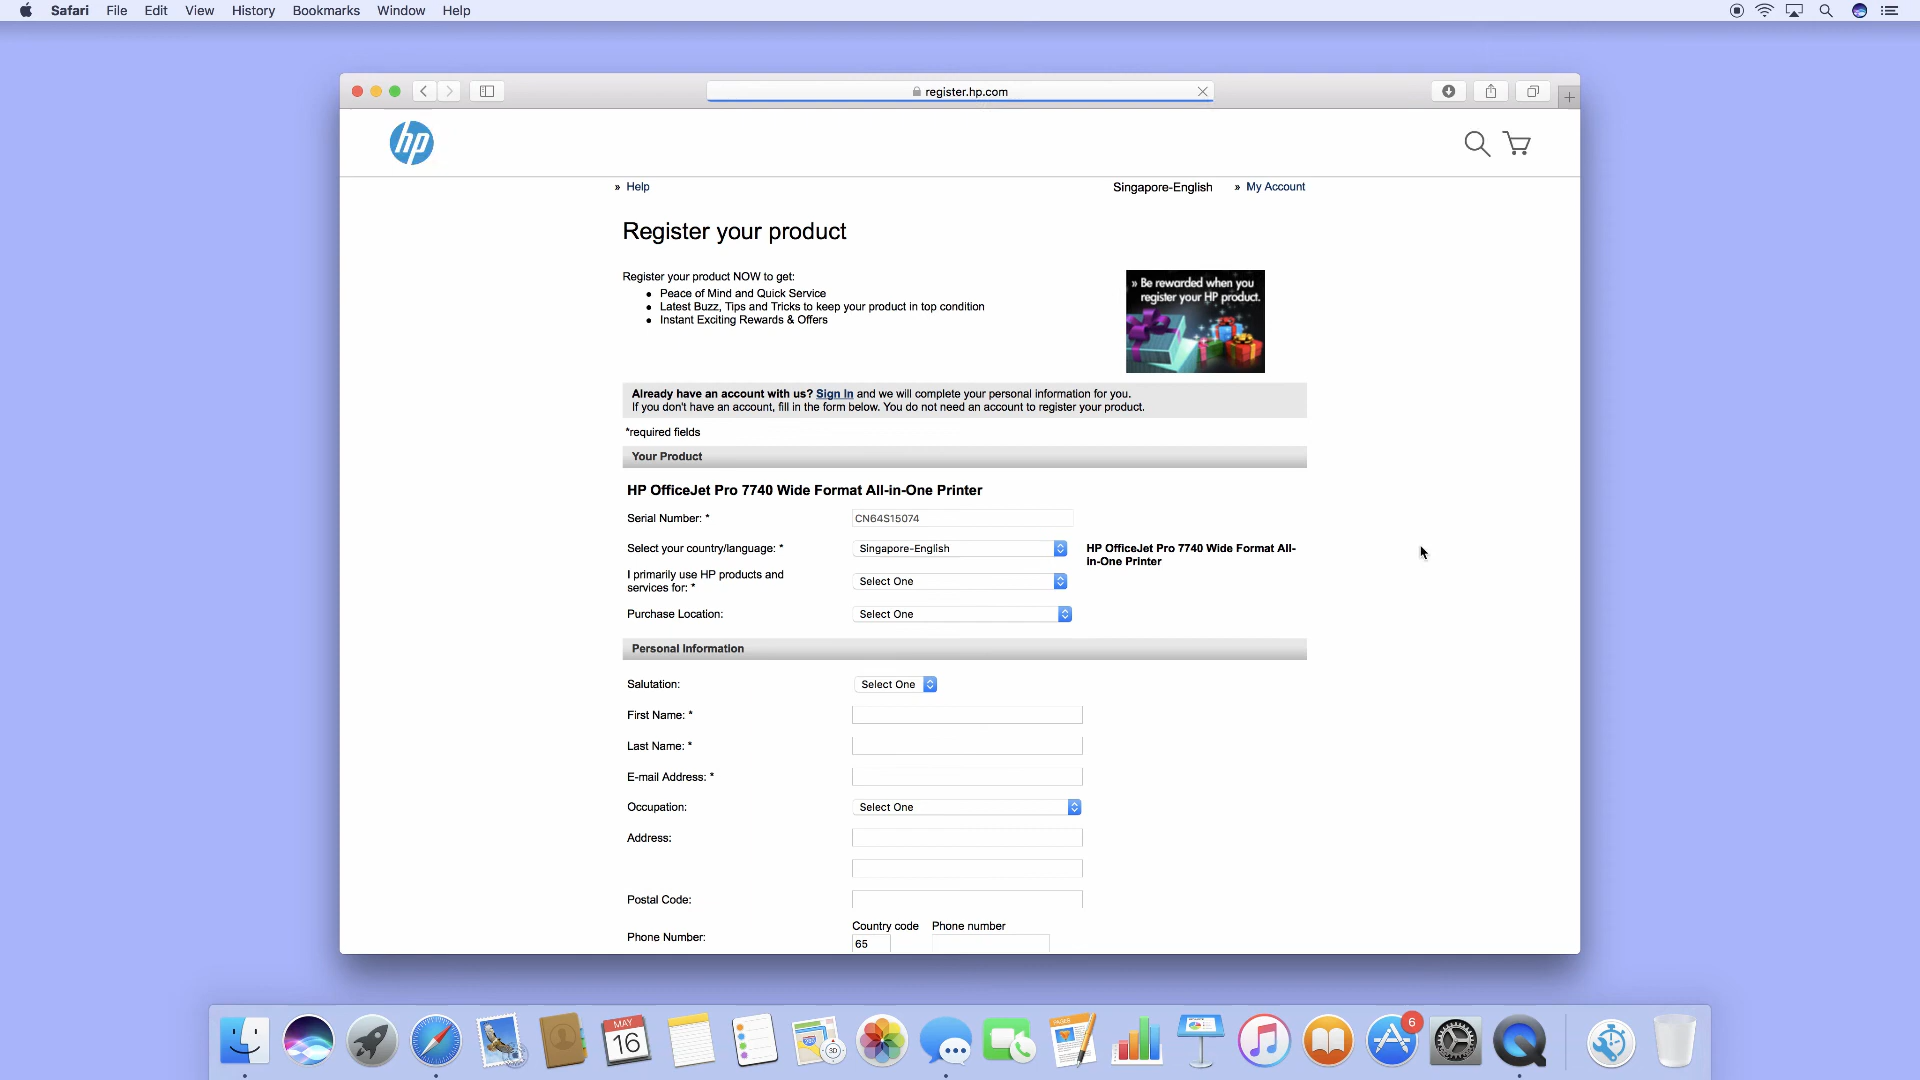 Safari File Edit View History Bookmarks Window Help
register.hp.com
hp
» Help Singapore-English » My Account
Register your product
Register your product NOW to get:
• Peace of Mind and Quick Service
• Latest Buzz, Tips and Tricks to keep your product in top condition
• Instant Exciting Rewards & Offers
» Be rewarded when you
register your HP product.
Already have an account with us? Sign In and we will complete your personal information for you.
If you don't have an account, fill in the form below. You do not need an account to register your product.
*required fields
Your Product
HP OfficeJet Pro 7740 Wide Format All-in-One Printer
Serial Number: * CN64S15074
Select your country/language: * Singapore-English HP OfficeJet Pro 7740 Wide Format All-
in-One Printer
I primarily use HP products and
services for: * Select One
Purchase Location: Select One
Personal Information
Salutation: Select One
First Name: *
Last Name: *
E-mail Address: *
Occupation: Select One
Address:
Postal Code:
Country code Phone number
Phone Number: 65
MAY
16
3D
PAGES
6